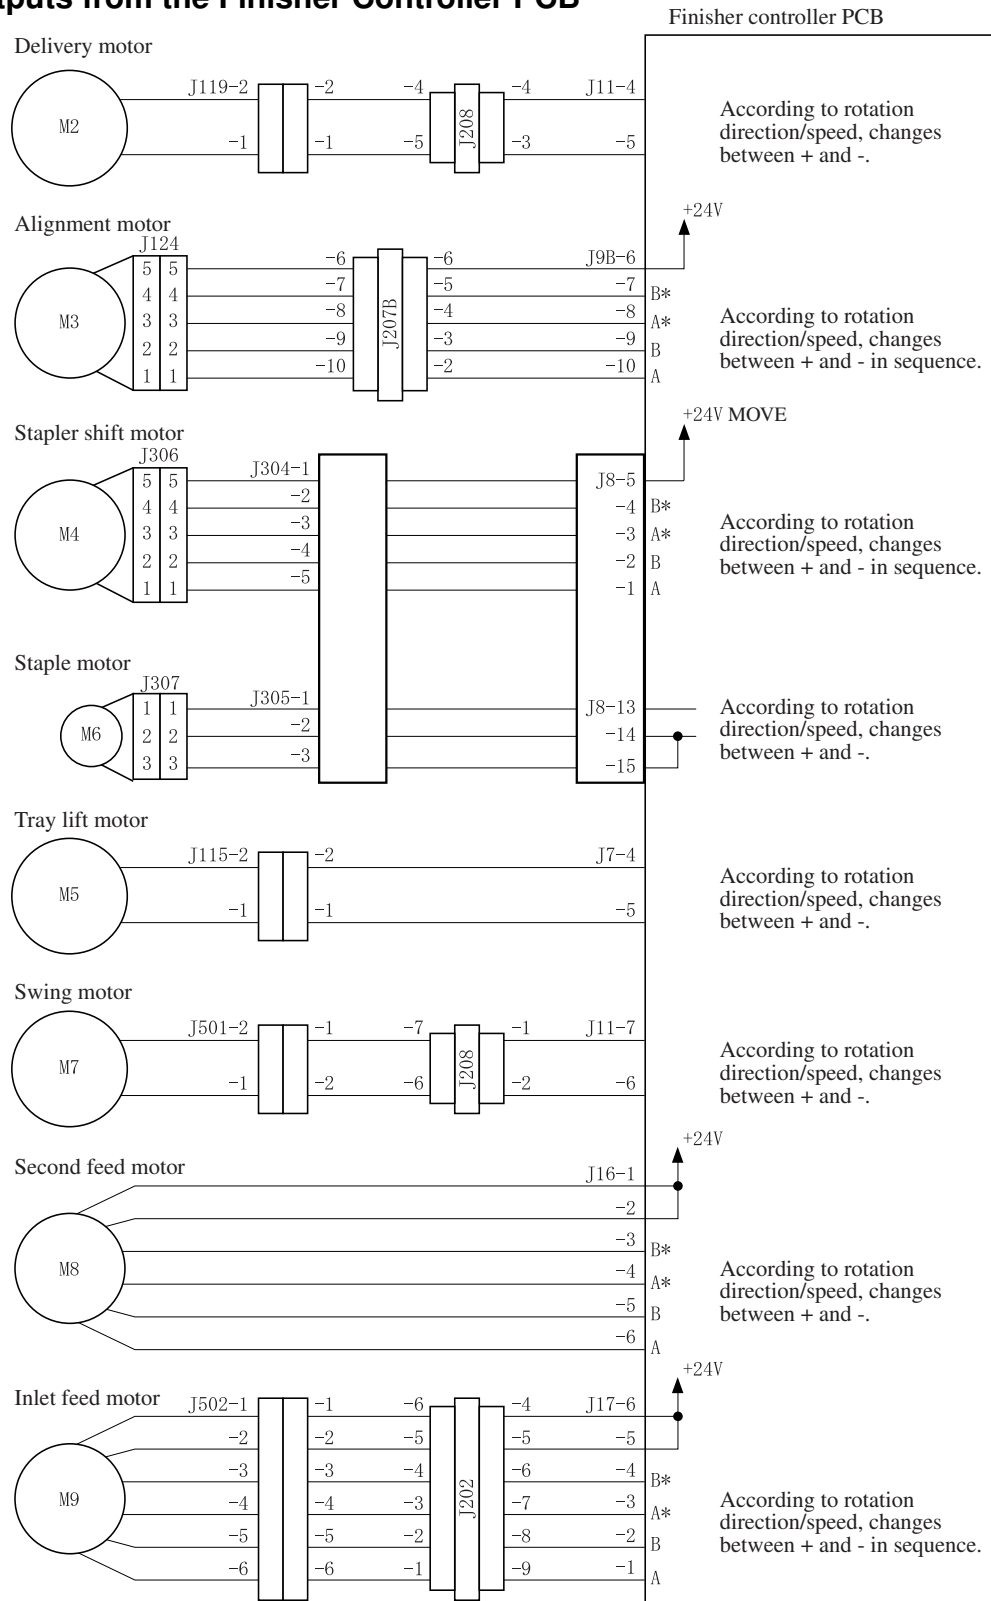 tputs from the Finisher Controller PCB
Finisher controller PCB
Delivery motor
M2
J119-2 -2 -4 J208 -4 J11-4
-1 -1 -5 -3 -5
According to rotation
direction/speed, changes
between + and -.
Alignment motor
+24V
J124
M3
5 5 -6 J207B -6 J9B-6
4 4 -7 -5 -7 B*
3 3 -8 -4 -8 A*
2 2 -9 -3 -9 B
1 1 -10 -2 -10 A
According to rotation
direction/speed, changes
between + and - in sequence.
+24V MOVE
Stapler shift motor
J306
M4
5 5 J304-1 J8-5
4 4 -2 -4 B*
3 3 -3 -3 A*
2 2 -4 -2 B
1 1 -5 -1 A
According to rotation
direction/speed, changes
between + and - in sequence.
Staple motor
J307
M6
1 1 J305-1 J8-13
2 2 -2 -14
3 3 -3 -15
According to rotation
direction/speed, changes
between + and -.
Tray lift motor
M5
J115-2 -2 J7-4
-1 -1 -5
According to rotation
direction/speed, changes
between + and -.
Swing motor
M7
J501-2 -1 -7 J208 -1 J11-7
-1 -2 -6 -2 -6
According to rotation
direction/speed, changes
between + and -.
+24V
Second feed motor
M8
J16-1
-2
-3 B*
-4 A*
-5 B
-6 A
According to rotation
direction/speed, changes
between + and -.
+24V
Inlet feed motor
M9
J502-1 -1 -6 J202 -4 J17-6
-2 -2 -5 -5 -5
-3 -3 -4 -6 -4 B*
-4 -4 -3 -7 -3 A*
-5 -5 -2 -8 -2 B
-6 -6 -1 -9 -1 A
According to rotation
direction/speed, changes
between + and - in sequence.